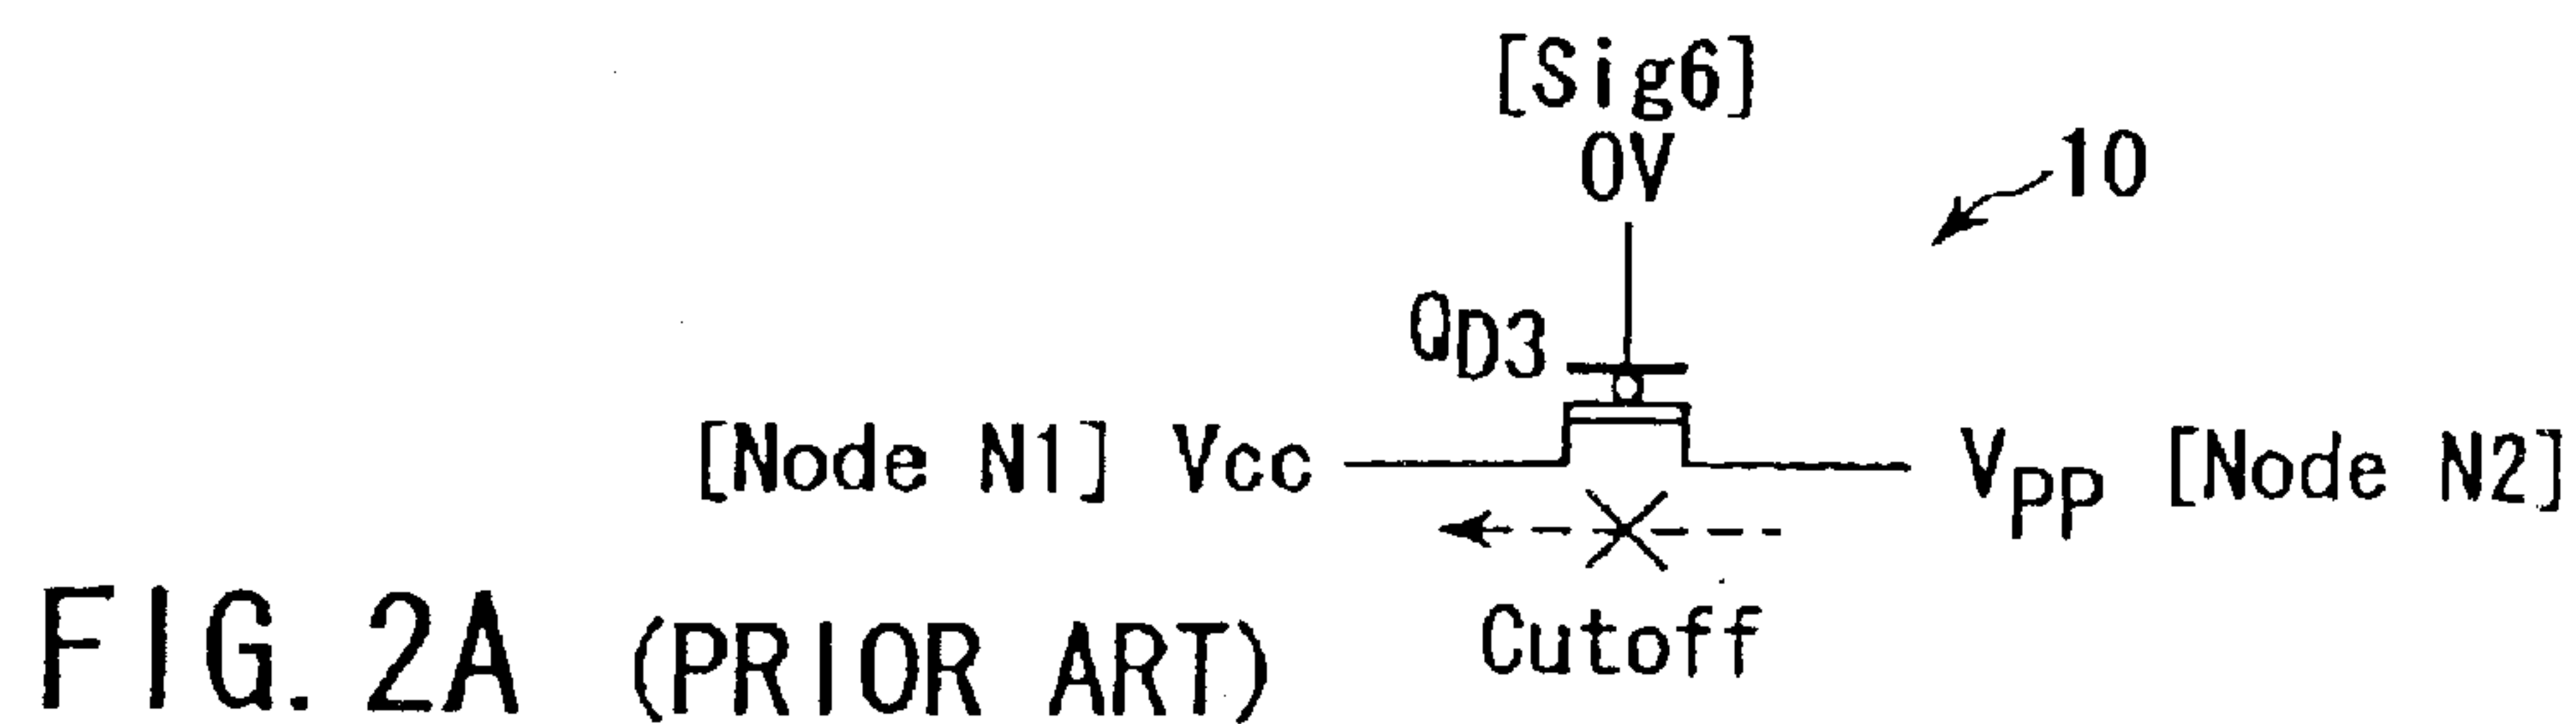 [Sig6]
0V
10
QD3
[Node N1] Vcc
VPP [Node N2]
Cutoff
FIG. 2A (PRIOR ART)